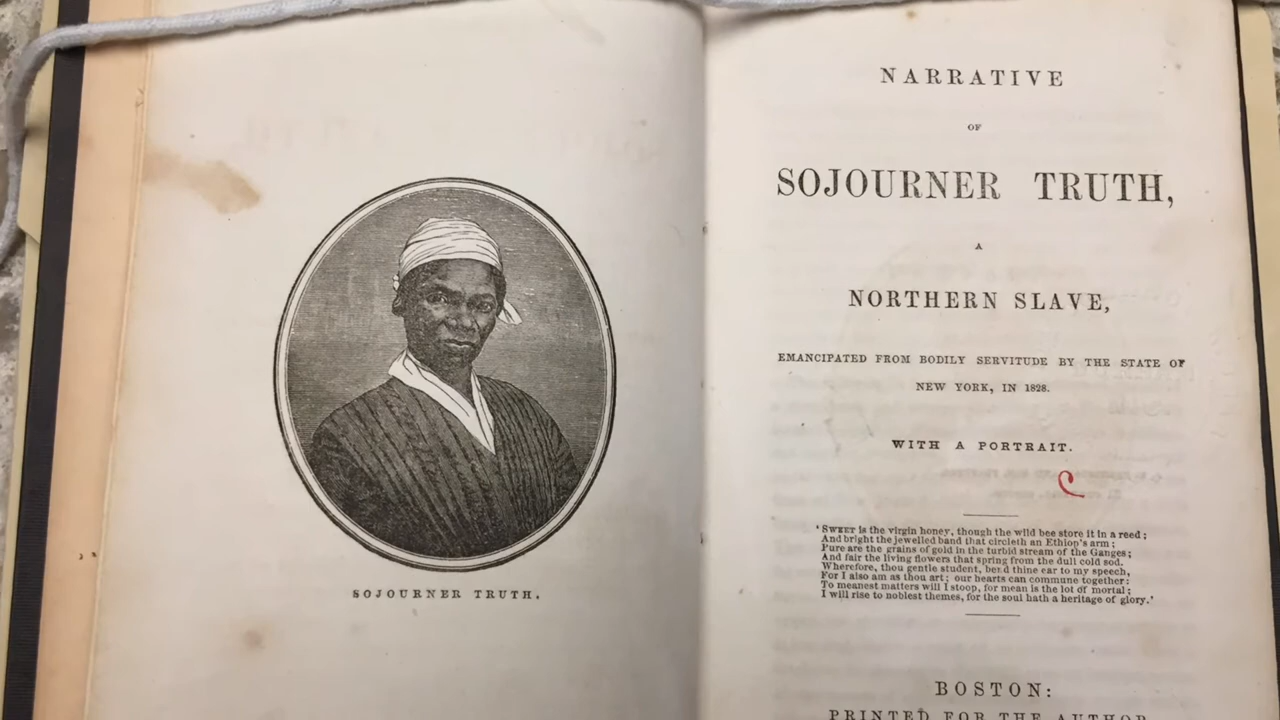 SOJOURNER TRUTH.
NARRATIVE
OF
SOJOURNER TRUTH,
A
NORTHERN SLAVE,
EMANCIPATED FROM BODILY SERVITUDE BY THE STATE OF
NEW YORK, IN 1828.
WITH A PORTRAIT.
'SWEET is the virgin honey, though the wild bee store it in a reed;
And bright the jewelled band that circleth an Ethiop's arm;
Pure are the grains of gold in the turbid stream of the Ganges;
And fair the living flowers that spring from the dull cold sod.
Wherefore, thou gentle student, bend thine ear to my speech,
For I also am as thou art; our hearts can commune together:
To meanest matters will I stoop, for mean is the lot of mortal;
I will rise to noblest themes, for the soul hath a heritage of glory.'
BOSTON:
PRINTED FOR THE AUTHOR